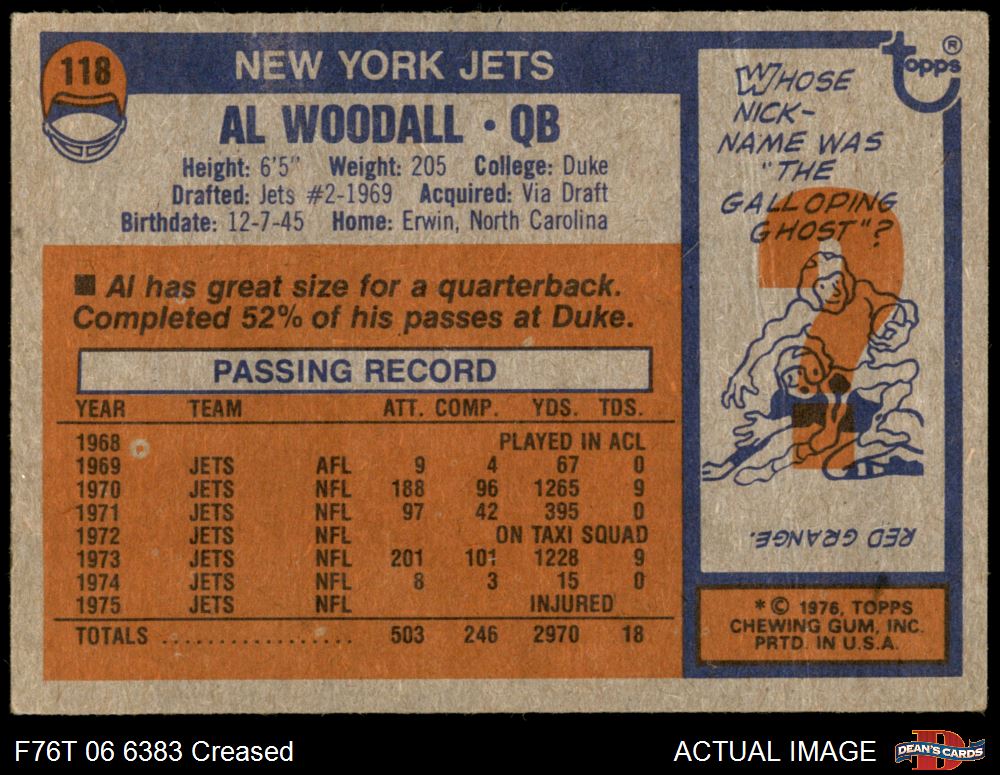 118
NEW YORK JETS
AL WOODALL • QB
Height: 6'5" Weight: 205 College: Duke
Drafted: Jets #2-1969 Acquired: Via Draft
Birthdate: 12-7-45 Home: Erwin, North Carolina
■ Al has great size for a quarterback.
Completed 52% of his passes at Duke.
PASSING RECORD
YEAR TEAM ATT. COMP. YDS. TDS.
1968 PLAYED IN ACL
1969 JETS AFL 9 4 67 0
1970 JETS NFL 188 96 1265 9
1971 JETS NFL 97 42 395 0
1972 JETS NFL ON TAXI SQUAD
1973 JETS NFL 201 101 1228 9
1974 JETS NFL 8 3 15 0
1975 JETS NFL INJURED
TOTALS .................. 503 246 2970 18
topps®
WHOSE
NICK-
NAME WAS
"THE
GALLOPING
GHOST"?
RED GRANGE.
*© 1976, TOPPS
CHEWING GUM, INC.
PRTD. IN U.S.A.
F76T 06 6383 Creased
ACTUAL IMAGE
D
DEAN'S CARDS